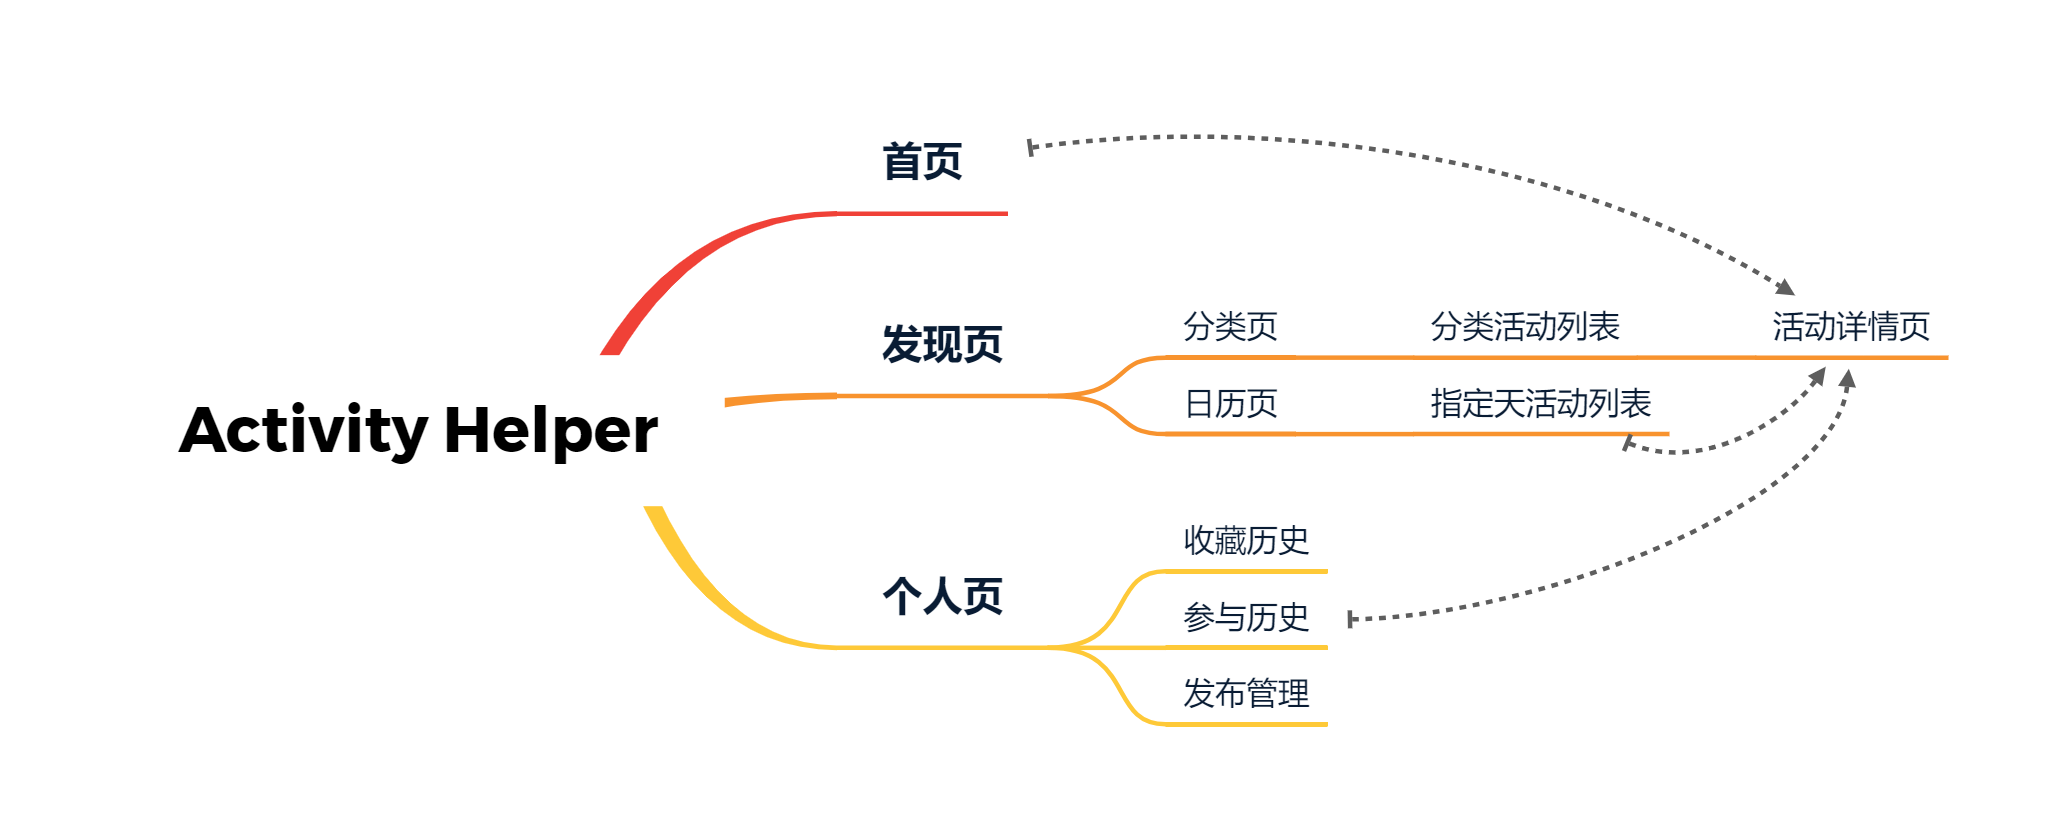 Activity Helper
首页
发现页
分类页
分类活动列表
活动详情页
日历页
指定天活动列表
个人页
收藏历史
参与历史
发布管理